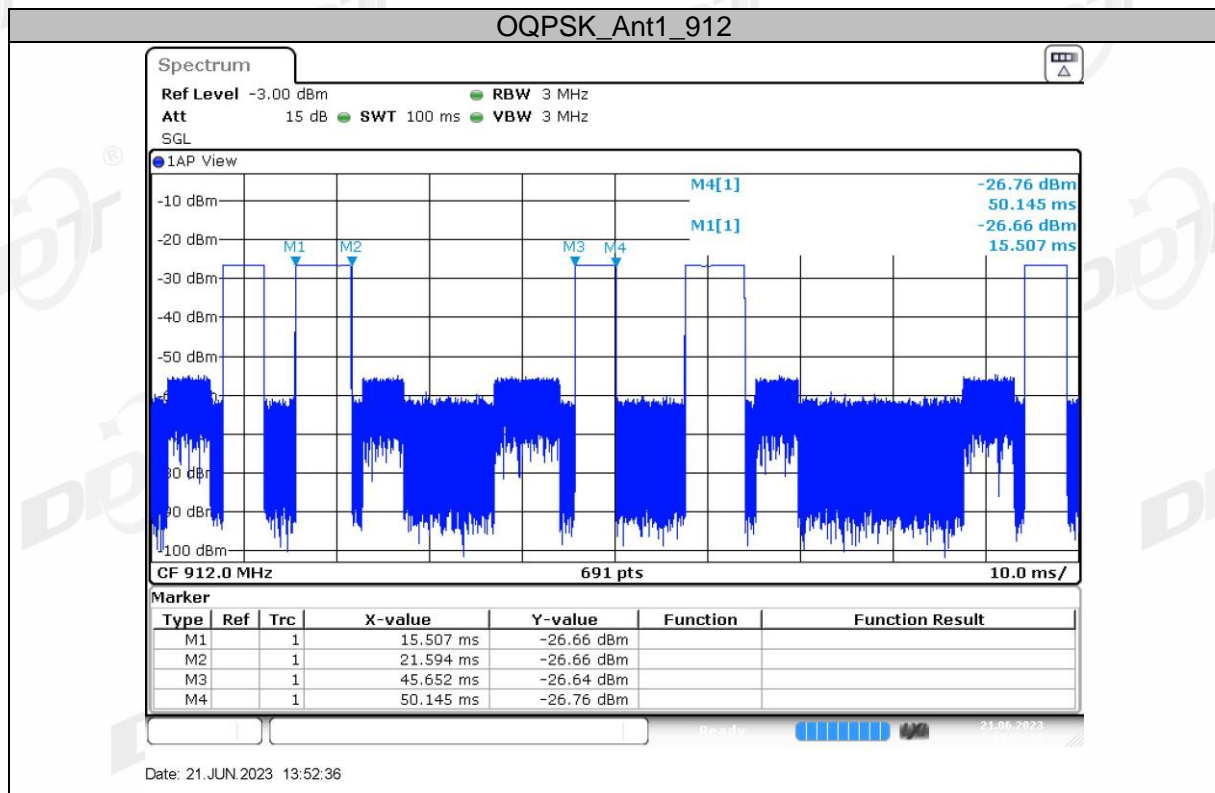 OQPSK_Ant1_912
Spectrum
Ref Level -3.00 dBm RBW 3 MHz
Att 15 dB SWT 100 ms VBW 3 MHz
SGL
1AP View
M4[1] -26.76 dBm
50.145 ms
M1[1] -26.66 dBm
15.507 ms
-10 dBm
-20 dBm
M1 M2 M3 M4
-30 dBm
-40 dBm
-50 dBm
-100 dBm
CF 912.0 MHz 691 pts 10.0 ms/
Marker
Type Ref Trc X-value Y-value Function Function Result
M1 1 15.507 ms -26.66 dBm
M2 1 21.594 ms -26.66 dBm
M3 1 45.652 ms -26.64 dBm
M4 1 50.145 ms -26.76 dBm
Ready 21.06.2023
Date: 21.JUN.2023 13:52:36